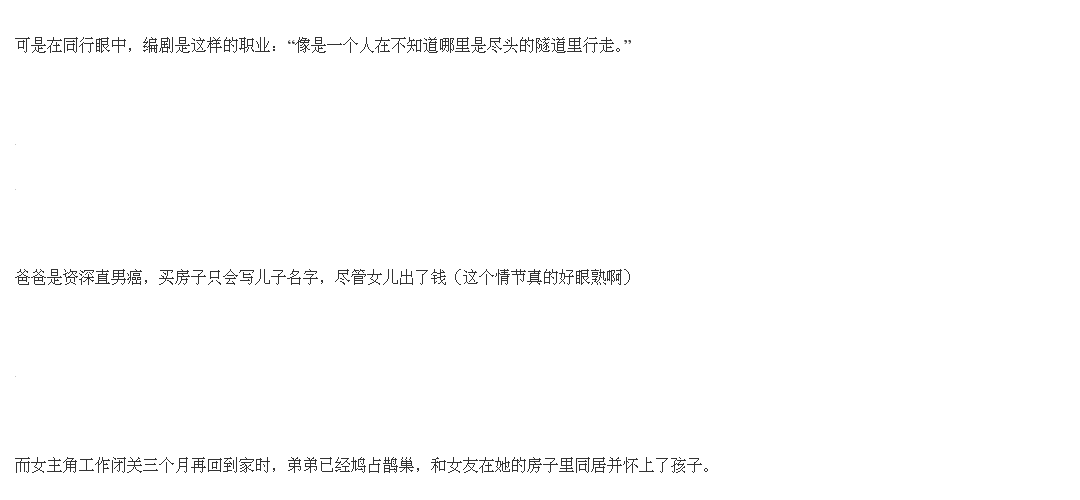 可是在同行眼中，编剧是这样的职业：“像是一个人在不知道哪里是尽头的隧道里行走。”
爸爸是资深直男癌，买房子只会写儿子名字，尽管女儿出了钱（这个情节真的好眼熟啊）
而女主角工作闭关三个月再回到家时，弟弟已经鸠占鹊巢，和女友在她的房子里同居并怀上了孩子。